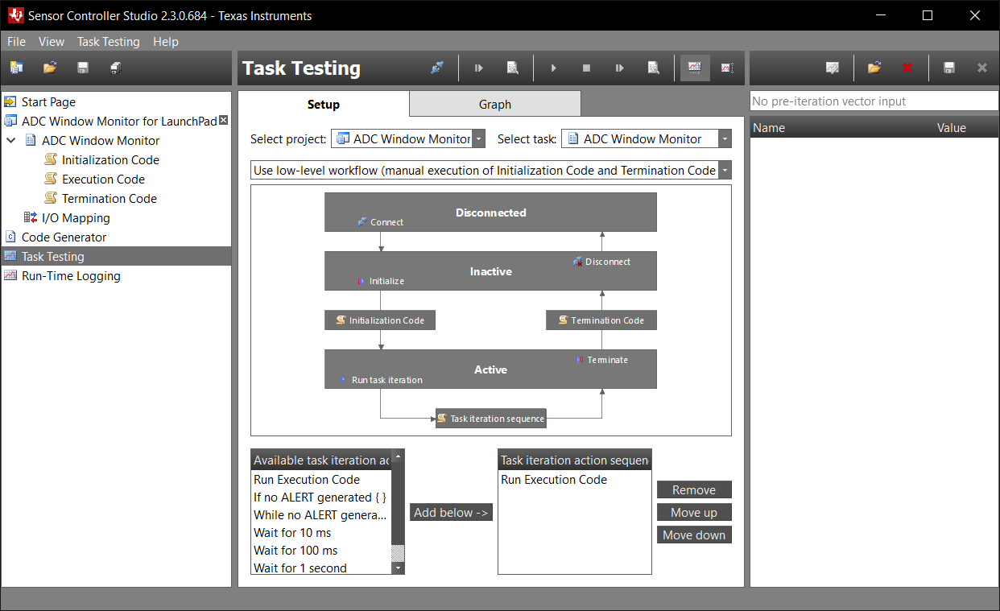 Sensor Controller Studio 2.3.0.684 - Texas Instruments
File View Task Testing Help
Task Testing
Start Page
ADC Window Monitor for LaunchPad
ADC Window Monitor
Initialization Code
Execution Code
Termination Code
I/O Mapping
Code Generator
Task Testing
Run-Time Logging
Setup Graph
Select project: ADC Window Monitor Select task: ADC Window Monitor
Use low-level workflow (manual execution of Initialization Code and Termination Code
Disconnected
Connect
Disconnect
Inactive
Initialize
Initialization Code Termination Code
Terminate
Active
Run task iteration
Task iteration sequence
Available task iteration ac
Run Execution Code
If no ALERT generated { }
While no ALERT genera...
Wait for 10 ms
Wait for 100 ms
Wait for 1 second
Add below ->
Task iteration action sequen
Run Execution Code
Remove
Move up
Move down
No pre-iteration vector input
Name Value